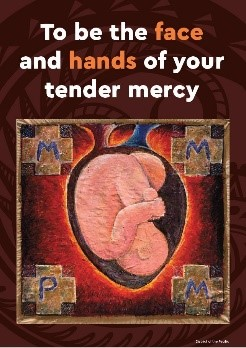 To be the face
and hands of your
tender mercy
M M
P M